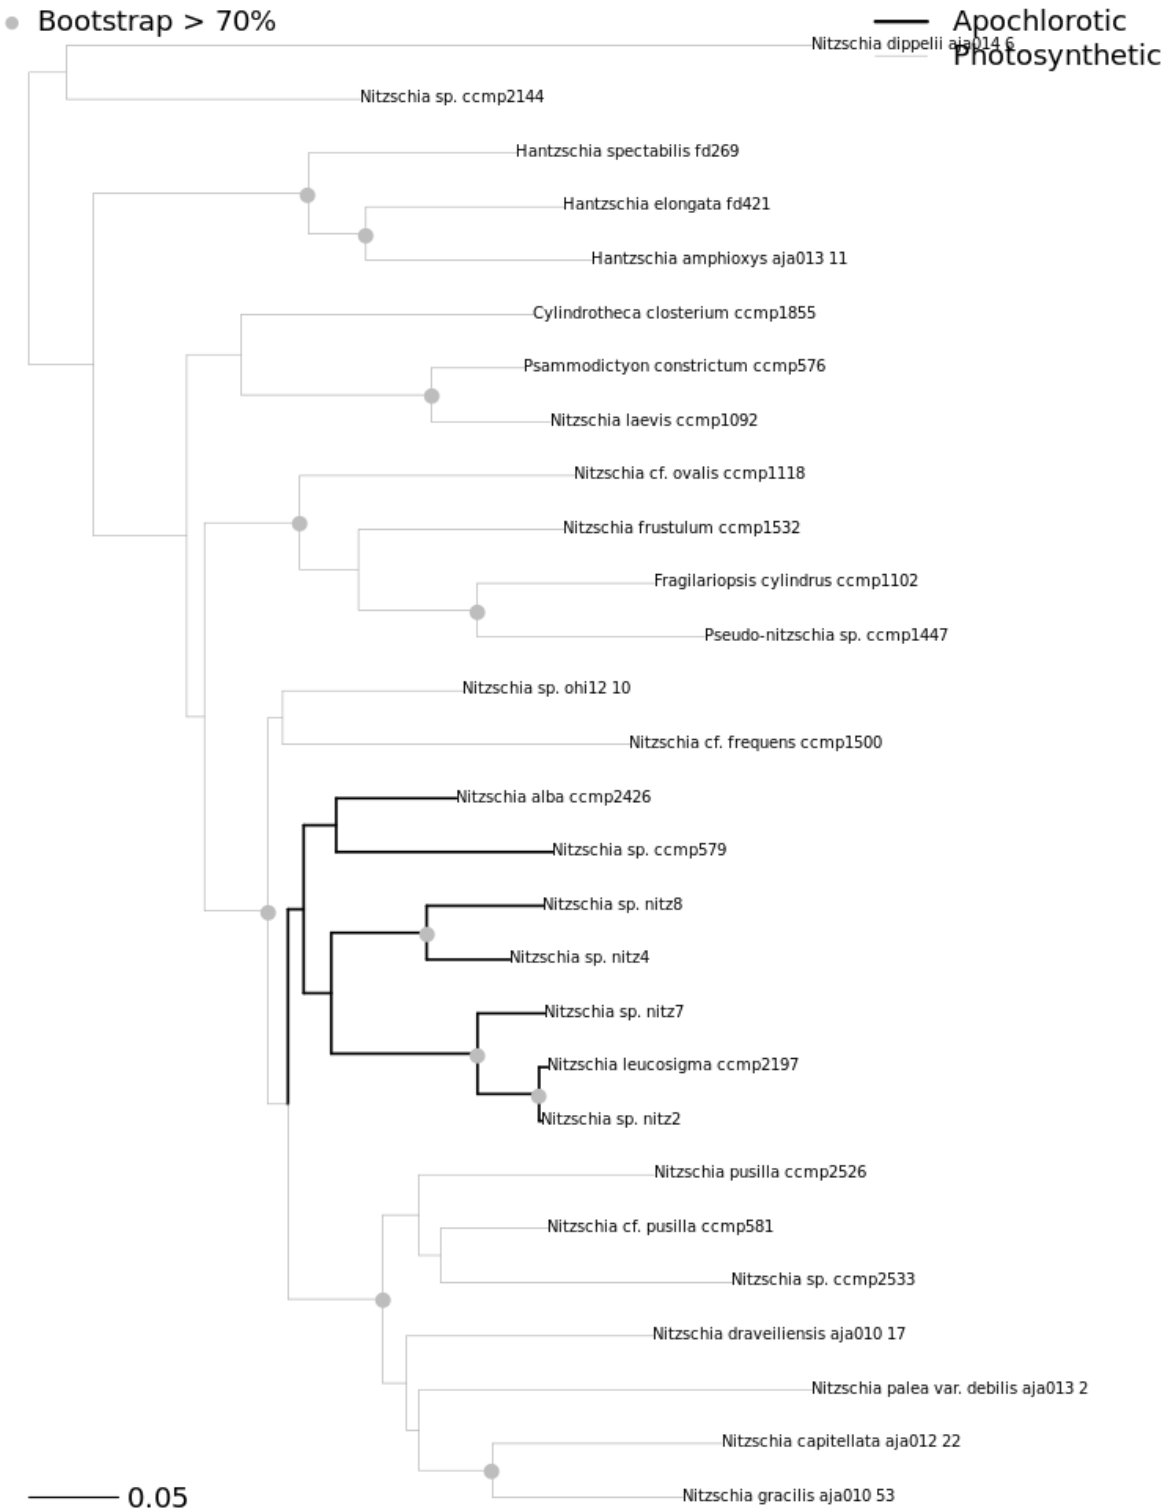 Bootstrap > 70%
Apochlorotic
Photosynthetic
Nitzschia dippelii aja014 6
Nitzschia sp. ccmp2144
Hantzschia spectabilis fd269
Hantzschia elongata fd421
Hantzschia amphioxys aja013 11
Cylindrotheca closterium ccmp1855
Psammodictyon constrictum ccmp576
Nitzschia laevis ccmp1092
Nitzschia cf. ovalis ccmp1118
Nitzschia frustulum ccmp1532
Fragilariopsis cylindrus ccmp1102
Pseudo-nitzschia sp. ccmp1447
Nitzschia sp. ohi12 10
Nitzschia cf. frequens ccmp1500
Nitzschia alba ccmp2426
Nitzschia sp. ccmp579
Nitzschia sp. nitz8
Nitzschia sp. nitz4
Nitzschia sp. nitz7
Nitzschia leucosigma ccmp2197
Nitzschia sp. nitz2
Nitzschia pusilla ccmp2526
Nitzschia cf. pusilla ccmp581
Nitzschia sp. ccmp2533
Nitzschia draveiliensis aja010 17
Nitzschia palea var. debilis aja013 2
Nitzschia capitellata aja012 22
Nitzschia gracilis aja010 53
0.05